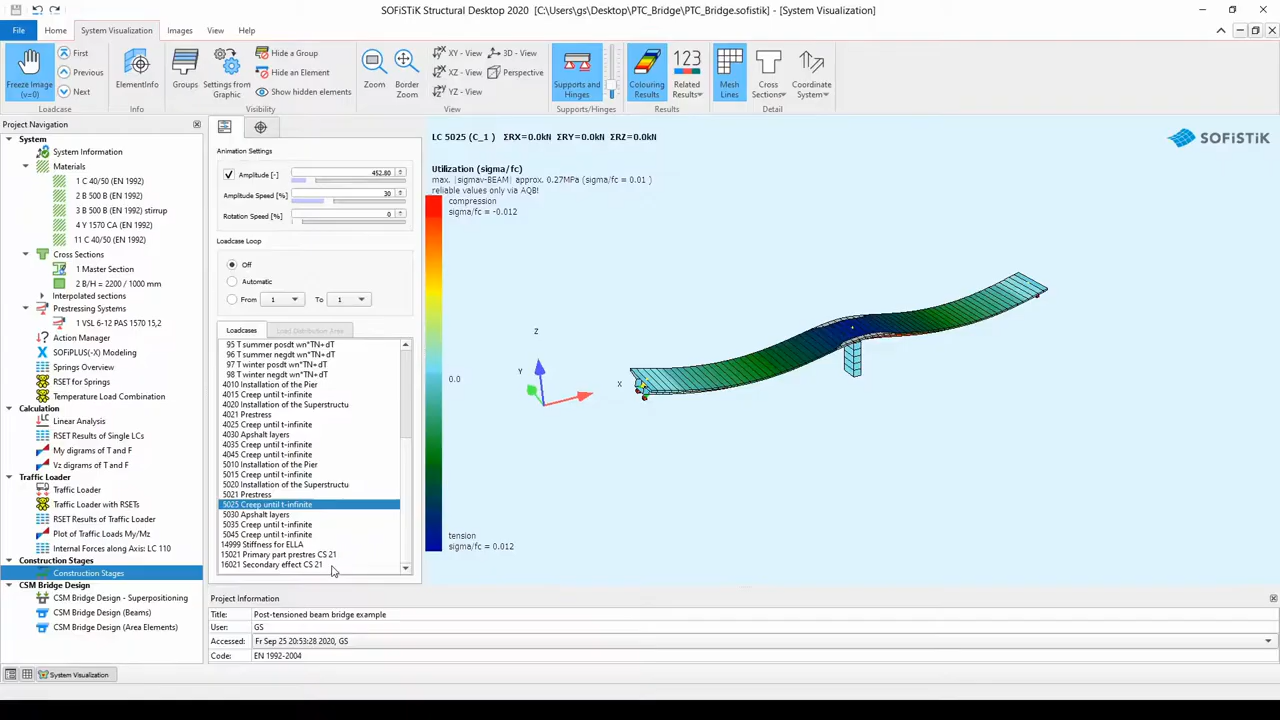 SOFiSTiK Structural Desktop 2020 [C:\Users\gs\Desktop\PTC_Bridge\PTC_Bridge.sofistik] - [System Visualization]
File Home System Visualization Images View Help
Freeze Image (v=0)
First
Previous
Next
Loadcase
ElementInfo
Info
Groups
Settings from Graphic
Hide a Group
Hide an Element
Show hidden elements
Visibility
Zoom
Border Zoom
XY - View
XZ - View
YZ - View
3D - View
Perspective
View
Supports and Hinges
Supports/Hinges
Colouring Results
123
Related Results
Results
Mesh Lines
Cross Sections
Coordinate System
Detail
Project Navigation
System
System Information
Materials
1 C 40/50 (EN 1992)
2 B 500 B (EN 1992)
3 B 500 B (EN 1992) stirrup
4 Y 1570 CA (EN 1992)
11 C 40/50 (EN 1992)
Cross Sections
1 Master Section
2 B/H = 2200 / 1000 mm
Interpolated sections
Prestressing Systems
1 VSL 6-12 PAS 1570 15,2
Action Manager
SOFiPLUS(-X) Modeling
Springs Overview
RSET for Springs
Temperature Load Combination
Calculation
Linear Analysis
RSET Results of Single LCs
My diagrams of T and F
Vz diagrams of T and F
Traffic Loader
Traffic Loader
Traffic Loader with RSETs
RSET Results of Traffic Loader
Plot of Traffic Loads My/Mz
Internal Forces along Axis: LC 110
Construction Stages
Construction Stages
CSM Bridge Design
CSM Bridge Design - Superpositioning
CSM Bridge Design (Beams)
CSM Bridge Design (Area Elements)
Animation Settings
Amplitude [-] 452.80
Amplitude Speed [%] 30
Rotation Speed [%] 0
Loadcase Loop
Off
Automatic
From 1 To 1
Loadcases Load Distribution Area
95 T summer posdt wn*TN+dT
96 T summer negdt wn*TN+dT
97 T winter posdt wn*TN+dT
98 T winter negdt wn*TN+dT
4010 Installation of the Pier
4015 Creep until t-infinite
4020 Installation of the Superstructu
4021 Prestress
4025 Creep until t-infinite
4030 Apshalt layers
4035 Creep until t-infinite
4045 Creep until t-infinite
5010 Installation of the Pier
5015 Creep until t-infinite
5020 Installation of the Superstructu
5021 Prestress
5025 Creep until t-infinite
5030 Apshalt layers
5035 Creep until t-infinite
5045 Creep until t-infinite
14999 Stiffness for ELLA
15021 Primary part prestres CS 21
16021 Secondary effect CS 21
LC 5025 (C_1 ) ΣRX=0.0kN ΣRY=0.0kN ΣRZ=0.0kN
SOFiSTiK
Utilization (sigma/fc)
max. |sigmav-BEAM| approx. 0.27MPa (sigma = 0.01 )
reliable values only via AQB!
compression
sigma/fc = -0.012
0.0
tension
sigma/fc = 0.012
Z
Y
X
Project Information
Title: Post-tensioned beam bridge example
User: GS
Accessed: Fr Sep 25 20:53:28 2020, GS
Code: EN 1992-2004
System Visualization